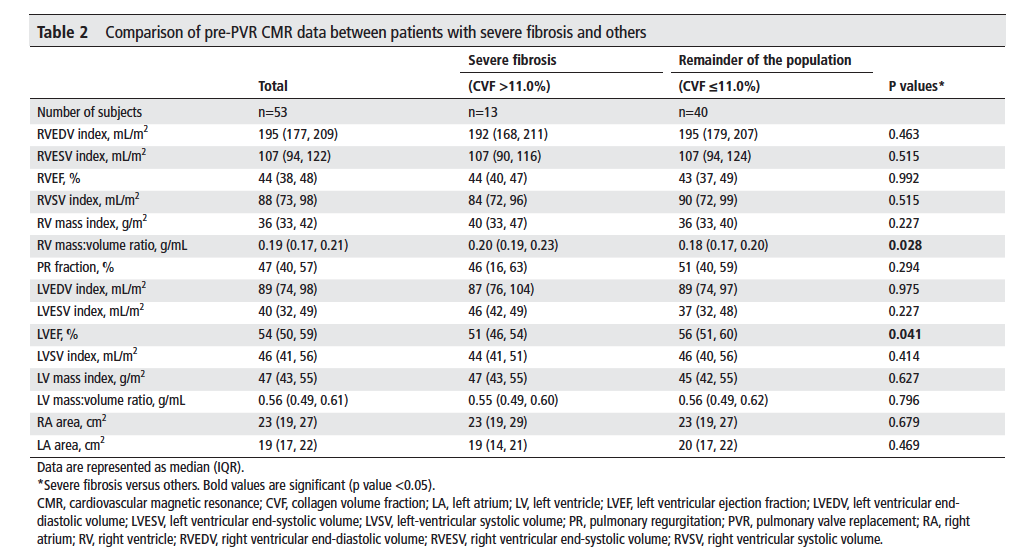 Table 2 Comparison of pre-PVR CMR data between patients with severe fibrosis and others
Severe fibrosis Remainder of the population
Total (CVF >11.0%) (CVF ≤11.0%) P values*
Number of subjects n=53 n=13 n=40
RVEDV index, mL/m² 195 (177, 209) 192 (168, 211) 195 (179, 207) 0.463
RVESV index, mL/m² 107 (94, 122) 107 (90, 116) 107 (94, 124) 0.515
RVEF, % 44 (38, 48) 44 (40, 47) 43 (37, 49) 0.992
RVSV index, mL/m² 88 (73, 98) 84 (72, 96) 90 (72, 99) 0.515
RV mass index, g/m² 36 (33, 42) 40 (33, 47) 36 (33, 40) 0.227
RV mass:volume ratio, g/mL 0.19 (0.17, 0.21) 0.20 (0.19, 0.23) 0.18 (0.17, 0.20) 0.028
PR fraction, % 47 (40, 57) 46 (16, 63) 51 (40, 59) 0.294
LVEDV index, mL/m² 89 (74, 98) 87 (76, 104) 89 (74, 97) 0.975
LVESV index, mL/m² 40 (32, 49) 46 (42, 49) 37 (32, 48) 0.227
LVEF, % 54 (50, 59) 51 (46, 54) 56 (51, 60) 0.041
LVSV index, mL/m² 46 (41, 56) 44 (41, 51) 46 (40, 56) 0.414
LV mass index, g/m² 47 (43, 55) 47 (43, 55) 45 (42, 55) 0.627
LV mass:volume ratio, g/mL 0.56 (0.49, 0.61) 0.55 (0.49, 0.60) 0.56 (0.49, 0.62) 0.796
RA area, cm² 23 (19, 27) 23 (19, 29) 23 (19, 27) 0.679
LA area, cm² 19 (17, 22) 19 (14, 21) 20 (17, 22) 0.469
Data are represented as median (IQR).
*Severe fibrosis versus others. Bold values are significant (p value <0.05).
CMR, cardiovascular magnetic resonance; CVF, collagen volume fraction; LA, left atrium; LV, left ventricle; LVEF, left ventricular ejection fraction; LVEDV, left ventricular end-
diastolic volume; LVESV, left ventricular end-systolic volume; LVSV, left-ventricular systolic volume; PR, pulmonary regurgitation; PVR, pulmonary valve replacement; RA, right
atrium; RV, right ventricle; RVEDV, right ventricular end-diastolic volume; RVESV, right ventricular end-systolic volume; RVSV, right ventricular systolic volume.